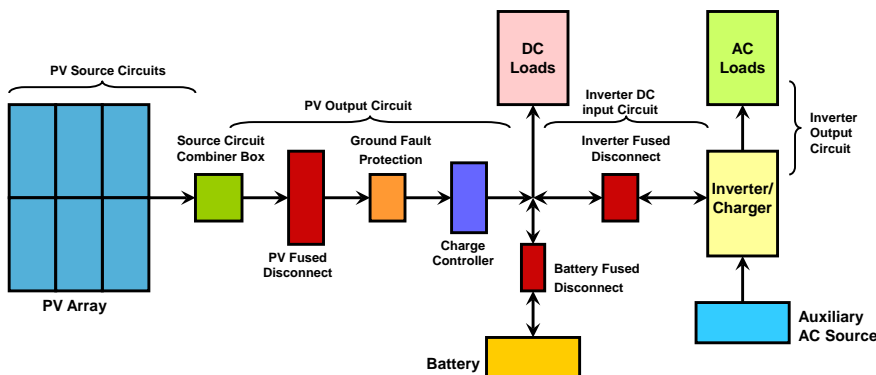 DC
Loads
AC
Loads
PV Source Circuits
PV Output Circuit
Inverter DC
input Circuit
Inverter
Output
Circuit
Source Circuit
Combiner Box
Ground Fault
Protection
Inverter Fused
Disconnect
Inverter/
Charger
PV Fused
Disconnect
Charge
Controller
Battery Fused
Disconnect
PV Array
Auxiliary
AC Source
Battery